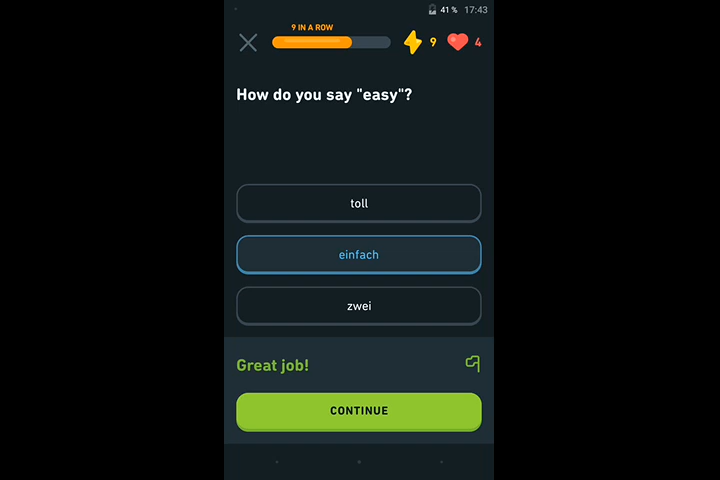 41 % 17:43
9 IN A ROW
9 4
How do you say "easy"?
toll
einfach
zwei
Great job!
CONTINUE